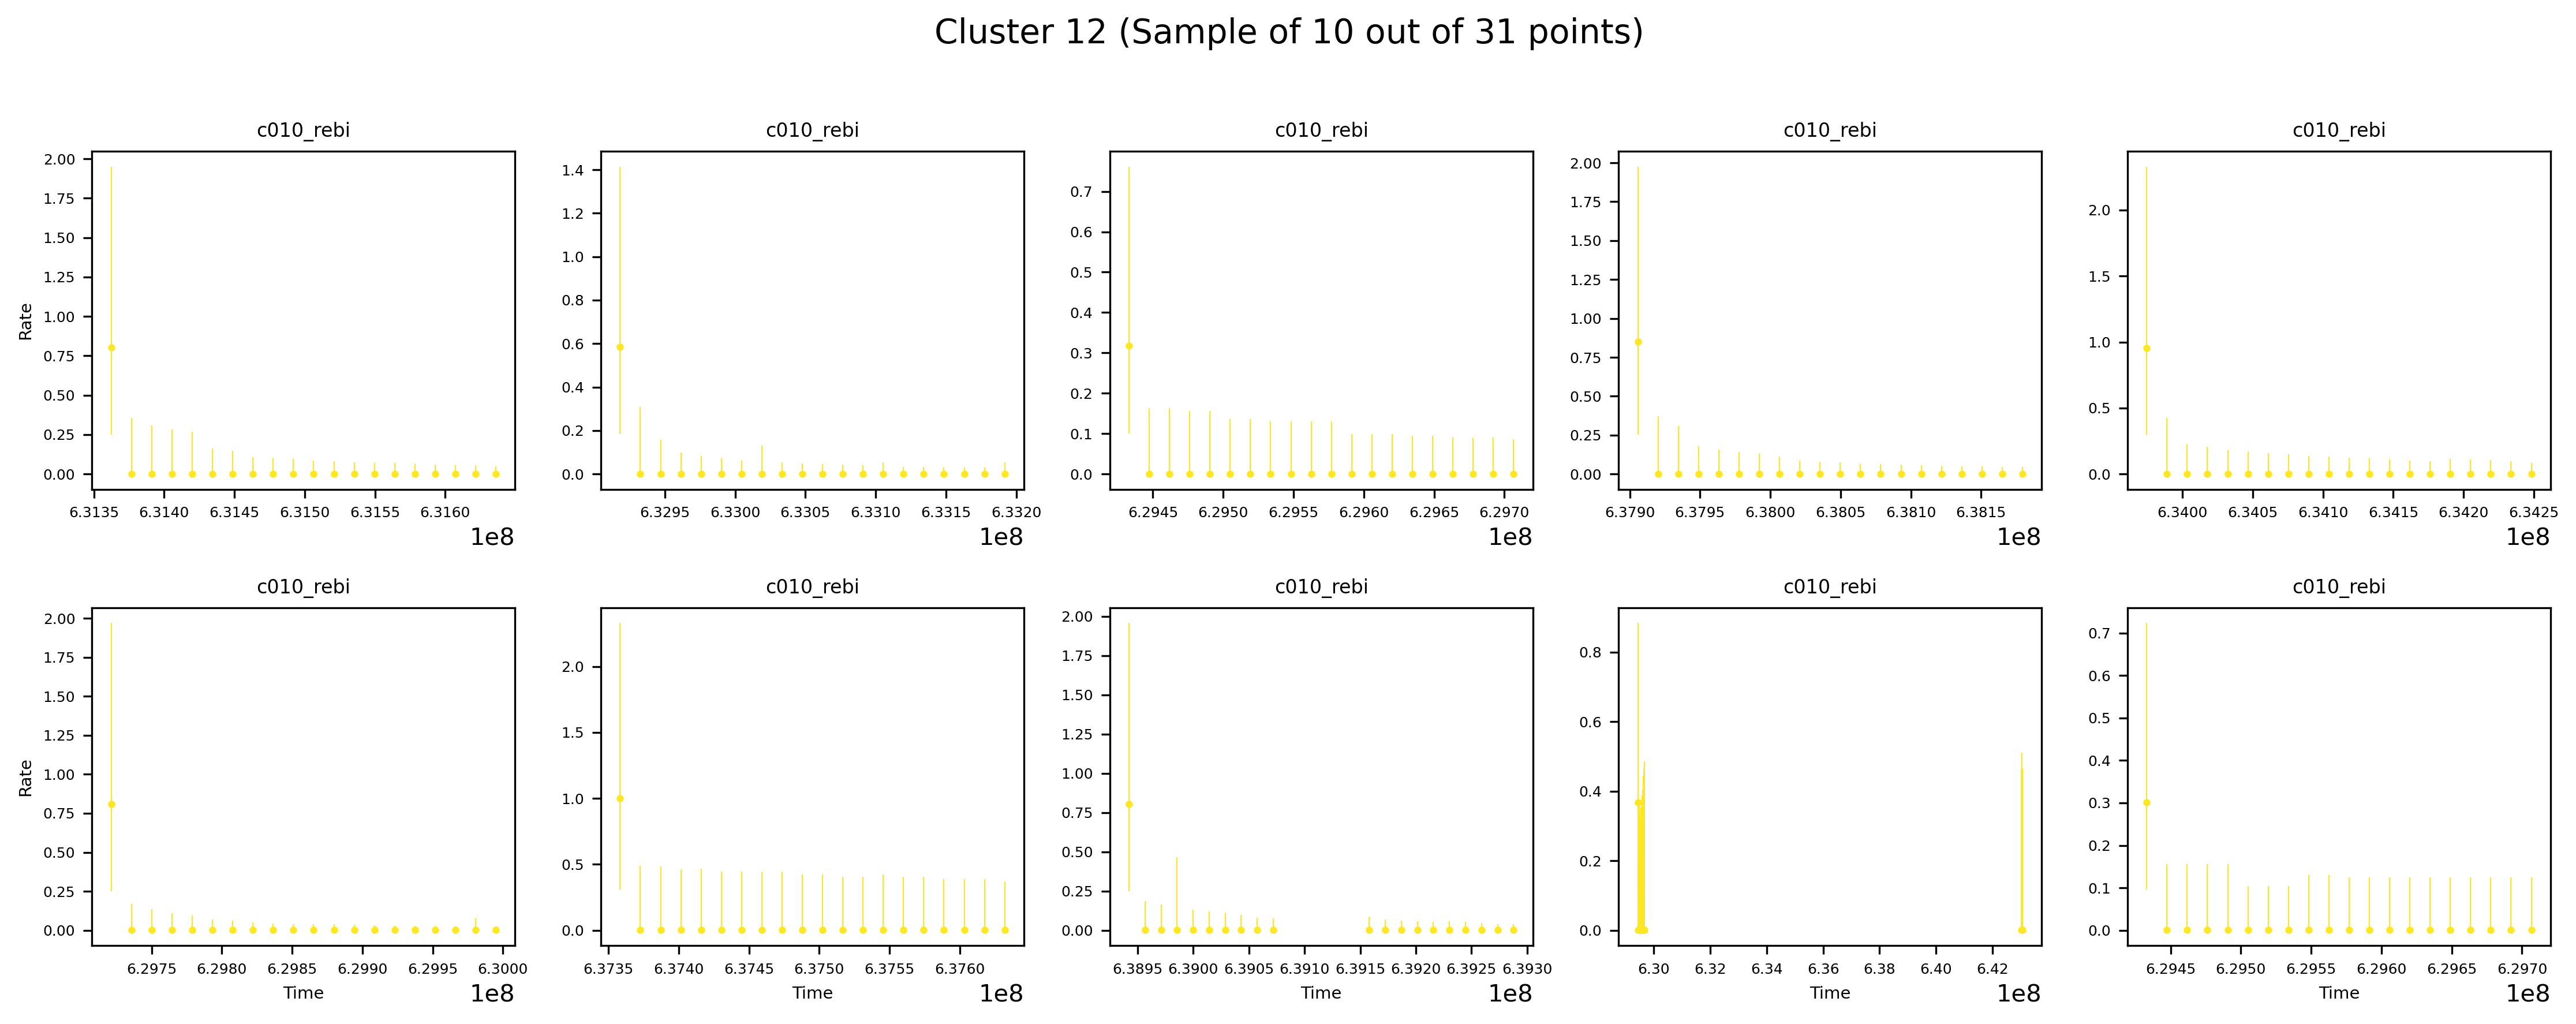 Cluster 12 (Sample of 10 out of 31 points)
c010_rebi c010_rebi c010_rebi c010_rebi c010_rebi
2.00 1.75 1.50 1.25 1.00 0.75 0.50 0.25 0.00
Rate
6.3135 6.3140 6.3145 6.3150 6.3155 6.3160
1e8
1.4 1.2 1.0 0.8 0.6 0.4 0.2 0.0
6.3295 6.3300 6.3305 6.3310 6.3315 6.3320
1e8
0.7 0.6 0.5 0.4 0.3 0.2 0.1 0.0
6.2945 6.2950 6.2955 6.2960 6.2965 6.2970
1e8
2.00 1.75 1.50 1.25 1.00 0.75 0.50 0.25 0.00
6.3790 6.3795 6.3800 6.3805 6.3810 6.3815
1e8
2.0 1.5 1.0 0.5 0.0
6.3400 6.3405 6.3410 6.3415 6.3420 6.3425
1e8
c010_rebi c010_rebi c010_rebi c010_rebi c010_rebi
2.00 1.75 1.50 1.25 1.00 0.75 0.50 0.25 0.00
Rate
6.2975 6.2980 6.2985 6.2990 6.2995 6.3000
Time
1e8
2.0 1.5 1.0 0.5 0.0
6.3735 6.3740 6.3745 6.3750 6.3755 6.3760
Time
1e8
2.00 1.75 1.50 1.25 1.00 0.75 0.50 0.25 0.00
6.3895 6.3900 6.3905 6.3910 6.3915 6.3920 6.3925 6.3930
Time
1e8
0.8 0.6 0.4 0.2 0.0
6.30 6.32 6.34 6.36 6.38 6.40 6.42
Time
1e8
0.7 0.6 0.5 0.4 0.3 0.2 0.1 0.0
6.2945 6.2950 6.2955 6.2960 6.2965 6.2970
Time
1e8